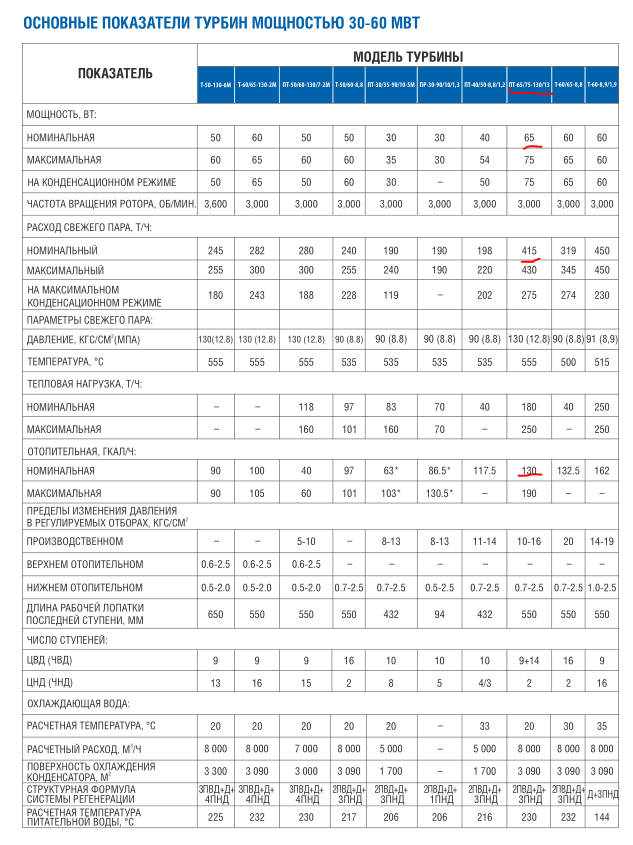 ОСНОВНЫЕ ПОКАЗАТЕЛИ ТУРБИН МОЩНОСТЬЮ 30-60 МВТ
ПОКАЗАТЕЛЬ МОДЕЛЬ ТУРБИНЫ
Т-50-130-6М Т-60/65-130-2М ПТ-50/60-130/7-2М Т-50/60-8,8 ПТ-30/35-90/10-5М ПР-30-90/10/1,3 ПТ-40/50-8,8/1,2 ПТ-65/75-130/13 Т-60/65-8,8 Т-60-8,9/1,9
МОЩНОСТЬ, ВТ:
НОМИНАЛЬНАЯ 50 60 50 50 30 30 40 65 60 60
МАКСИМАЛЬНАЯ 60 65 60 60 35 30 54 75 65 60
НА КОНДЕНСАЦИОННОМ РЕЖИМЕ 50 65 50 60 30 – 50 75 65 60
ЧАСТОТА ВРАЩЕНИЯ РОТОРА, ОБ/МИН. 3,600 3,000 3,000 3,000 3,000 3,000 3,000 3,000 3,000 3,000
РАСХОД СВЕЖЕГО ПАРА, Т/Ч:
НОМИНАЛЬНЫЙ 245 282 280 240 190 190 198 415 319 450
МАКСИМАЛЬНЫЙ 255 300 300 255 240 190 220 430 345 450
НА МАКСИМАЛЬНОМ
КОНДЕНСАЦИОННОМ РЕЖИМЕ 180 243 188 228 119 – 202 275 274 230
ПАРАМЕТРЫ СВЕЖЕГО ПАРА:
ДАВЛЕНИЕ, КГС/СМ²(МПА) 130(12.8) 130 (12.8) 130 (12.8) 90 (8.8) 90 (8.8) 90 (8.8) 90 (8.8) 130 (12.8) 90 (8.8) 91 (8,9)
ТЕМПЕРАТУРА, °С 555 555 555 535 535 535 535 555 500 515
ТЕПЛОВАЯ НАГРУЗКА, Т/Ч:
НОМИНАЛЬНАЯ – – 118 97 83 70 40 180 40 250
МАКСИМАЛЬНАЯ – – 160 101 160 70 – 250 – 250
ОТОПИТЕЛЬНАЯ, ГКАЛ/Ч:
НОМИНАЛЬНАЯ 90 100 40 97 63* 86.5* 117.5 130 132.5 162
МАКСИМАЛЬНАЯ 90 105 60 101 103* 130.5* – 190 – –
ПРЕДЕЛЫ ИЗМЕНЕНИЯ ДАВЛЕНИЯ
В РЕГУЛИРУЕМЫХ ОТБОРАХ, КГС/СМ²
ПРОИЗВОДСТВЕННОМ – – 5-10 – 8-13 8-13 11-14 10-16 20 14-19
ВЕРХНЕМ ОТОПИТЕЛЬНОМ 0.6-2.5 0.6-2.5 0.6-2.5 – – – – – – –
НИЖНЕМ ОТОПИТЕЛЬНОМ 0.5-2.0 0.5-2.0 0.5-2.0 0.7-2.5 0.7-2.5 0.5-2.0 0.7-2.5 0.7-2.5 0.7-2.5 1.0-2.5
ДЛИНА РАБОЧЕЙ ЛОПАТКИ
ПОСЛЕДНЕЙ СТУПЕНИ, ММ 650 550 550 550 432 94 432 550 550 550
ЧИСЛО СТУПЕНЕЙ:
ЦВД (ЧВД) 9 9 9 16 10 10 10 9+14 16 9
ЦНД (ЧНД) 13 16 15 2 8 5 4/3 2 2 16
ОХЛАЖДАЮЩАЯ ВОДА:
РАСЧЕТНАЯ ТЕМПЕРАТУРА, °С 20 20 20 20 20 – 33 20 30 35
РАСЧЕТНЫЙ РАСХОД, М³/Ч 8 000 8 000 7 000 8 000 5 000 – 5 000 8 000 8 000 8 000
ПОВЕРХНОСТЬ ОХЛАЖДЕНИЯ
КОНДЕНСАТОРА, М² 3 300 3 090 3 000 3 090 1 700 – 1 700 3 090 3 090 3 090
СТРУКТУРНАЯ ФОРМУЛА 3ПВД+Д+ 3ПВД+Д+ 3ПВД+Д+ 2ПВД+Д+ 2ПВД+Д+ 2ПВД+Д+ 2ПВД+Д+ 2ПВД+Д+ 2ПВД+Д+ Д+3ПНД
СИСТЕМЫ РЕГЕНЕРАЦИИ 4ПНД 4ПНД 4ПНД 3ПНД 3ПНД 1ПНД 3ПНД 3ПНД 3ПНД
РАСЧЕТНАЯ ТЕМПЕРАТУРА
ПИТАТЕЛЬНОЙ ВОДЫ, °С 225 232 230 217 206 206 216 230 232 144